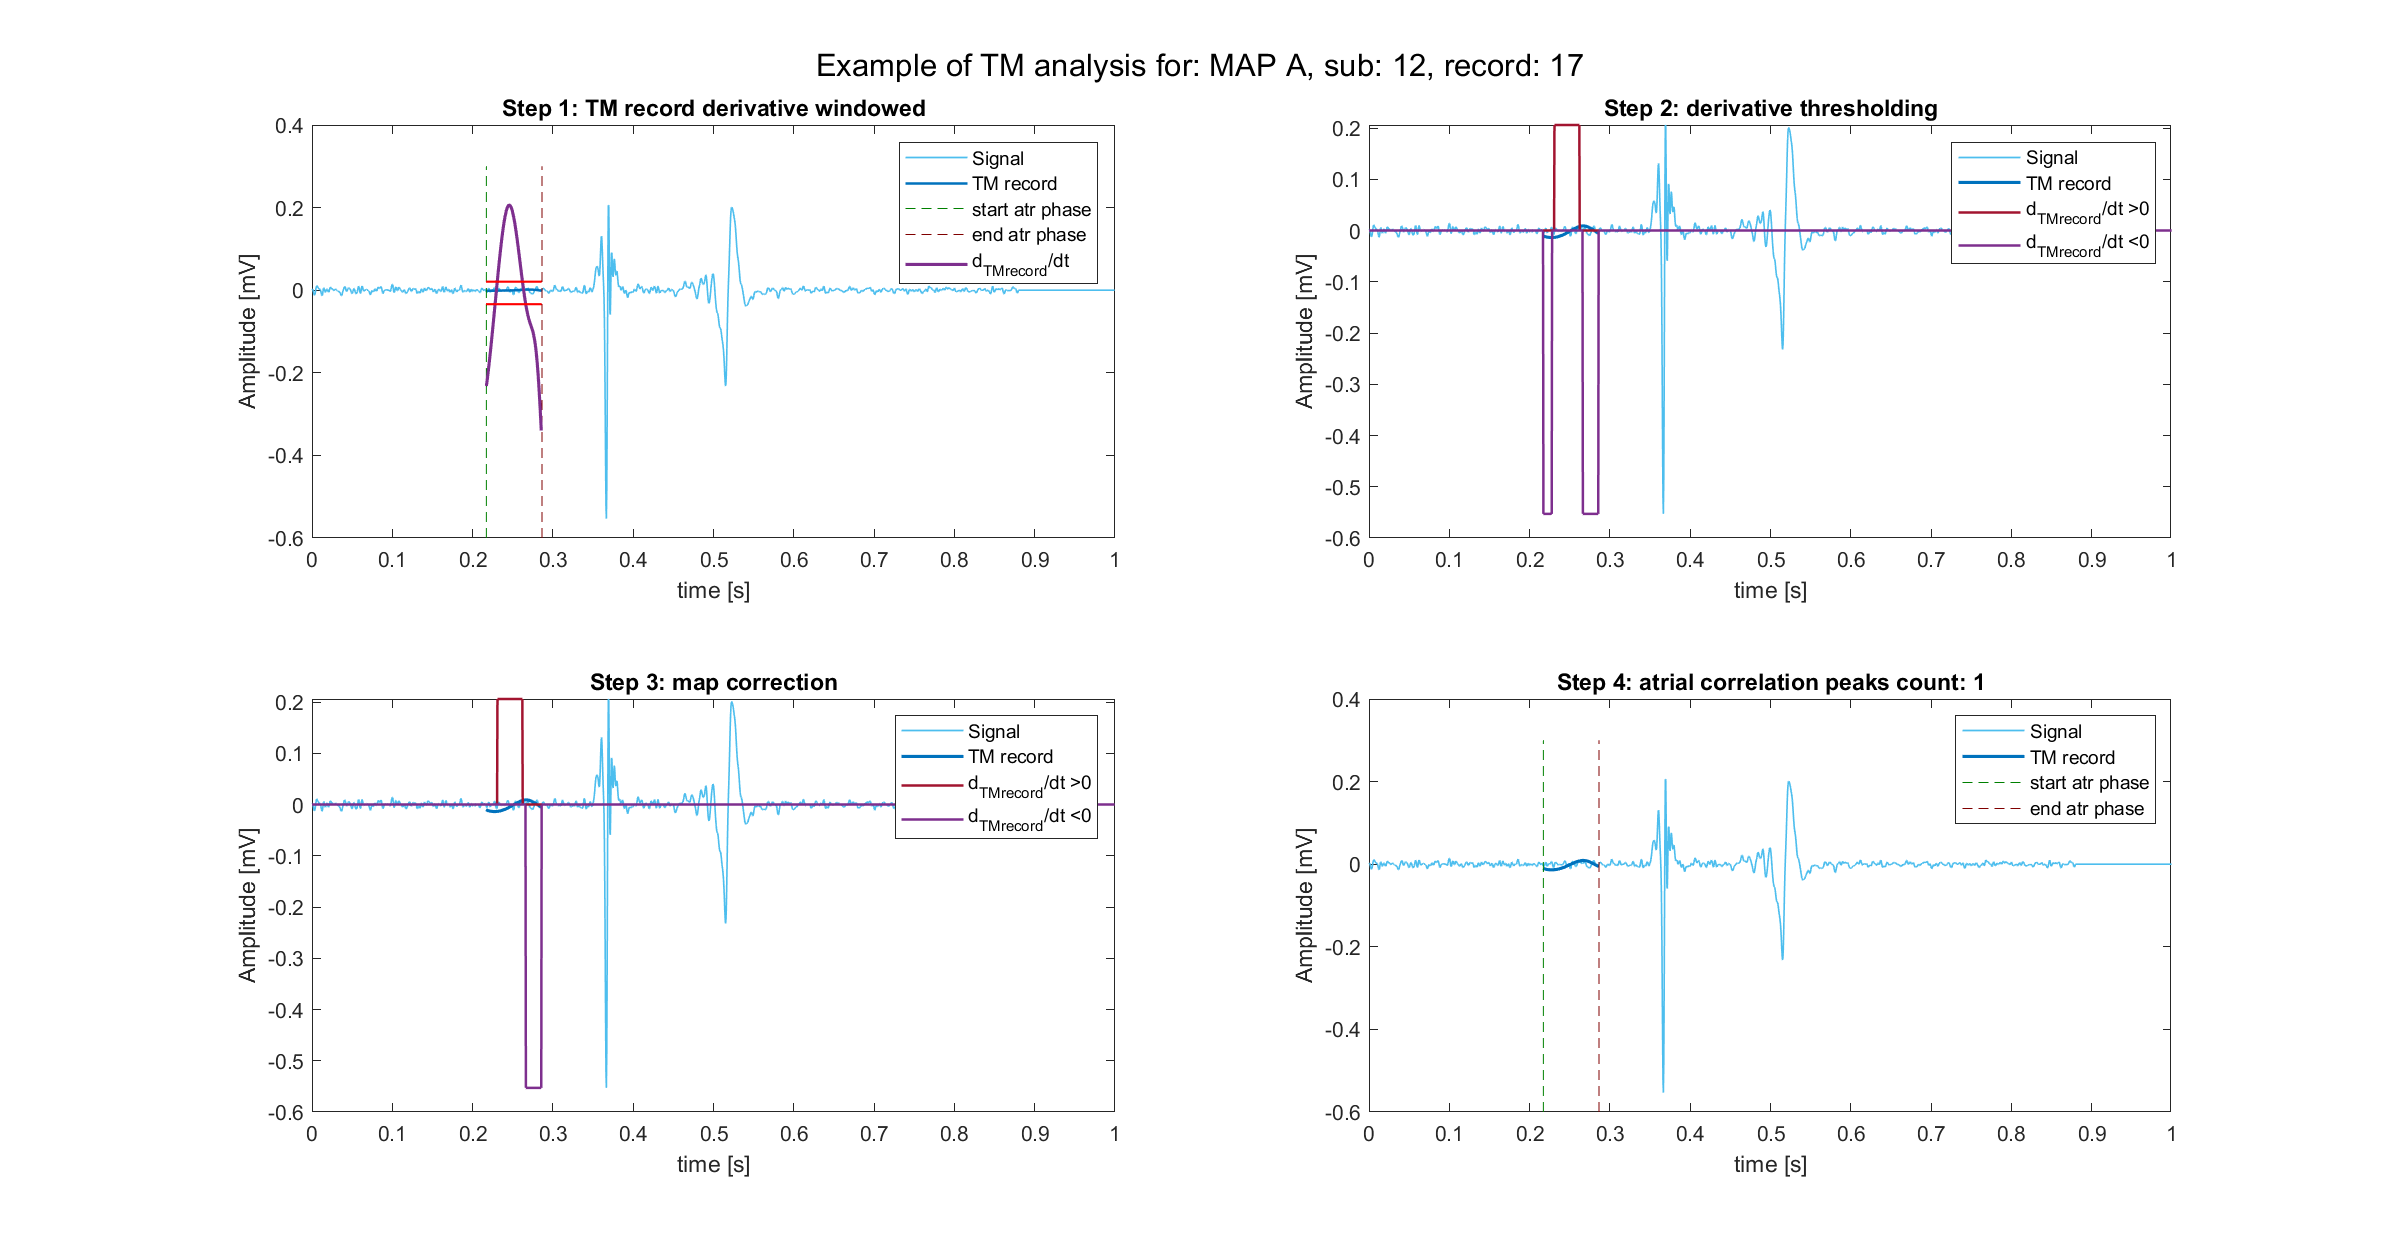 Example of TM analysis for: MAP A, sub: 12, record: 17
Step 1: TM record derivative windowed
Amplitude [mV]
0.4
0.2
0
-0.2
-0.4
-0.6
0 0.1 0.2 0.3 0.4 0.5 0.6 0.7 0.8 0.9 1
time [s]
Signal
TM record
start atr phase
end atr phase
dTMrecord/dt
Step 2: derivative thresholding
Amplitude [mV]
0.2
0.1
0
-0.1
-0.2
-0.3
-0.4
-0.5
-0.6
0 0.1 0.2 0.3 0.4 0.5 0.6 0.7 0.8 0.9 1
time [s]
Signal
TM record
dTMrecord/dt >0
dTMrecord/dt <0
Step 3: map correction
Amplitude [mV]
0.2
0.1
0
-0.1
-0.2
-0.3
-0.4
-0.5
-0.6
0 0.1 0.2 0.3 0.4 0.5 0.6 0.7 0.8 0.9 1
time [s]
Signal
TM record
dTMrecord/dt >0
dTMrecord/dt <0
Step 4: atrial correlation peaks count: 1
Amplitude [mV]
0.4
0.2
0
-0.2
-0.4
-0.6
0 0.1 0.2 0.3 0.4 0.5 0.6 0.7 0.8 0.9 1
time [s]
Signal
TM record
start atr phase
end atr phase